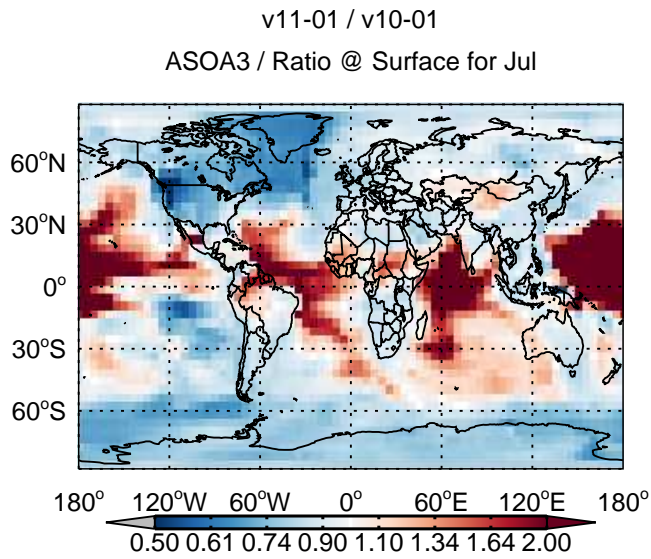 v11-01 / v10-01
ASOA3 / Ratio @ Surface for Jul
60°N
30°N
0°
30°S
60°S
180° 120°W 60°W 0° 60°E 120°E 180°
0.50 0.61 0.74 0.90 1.10 1.34 1.64 2.00